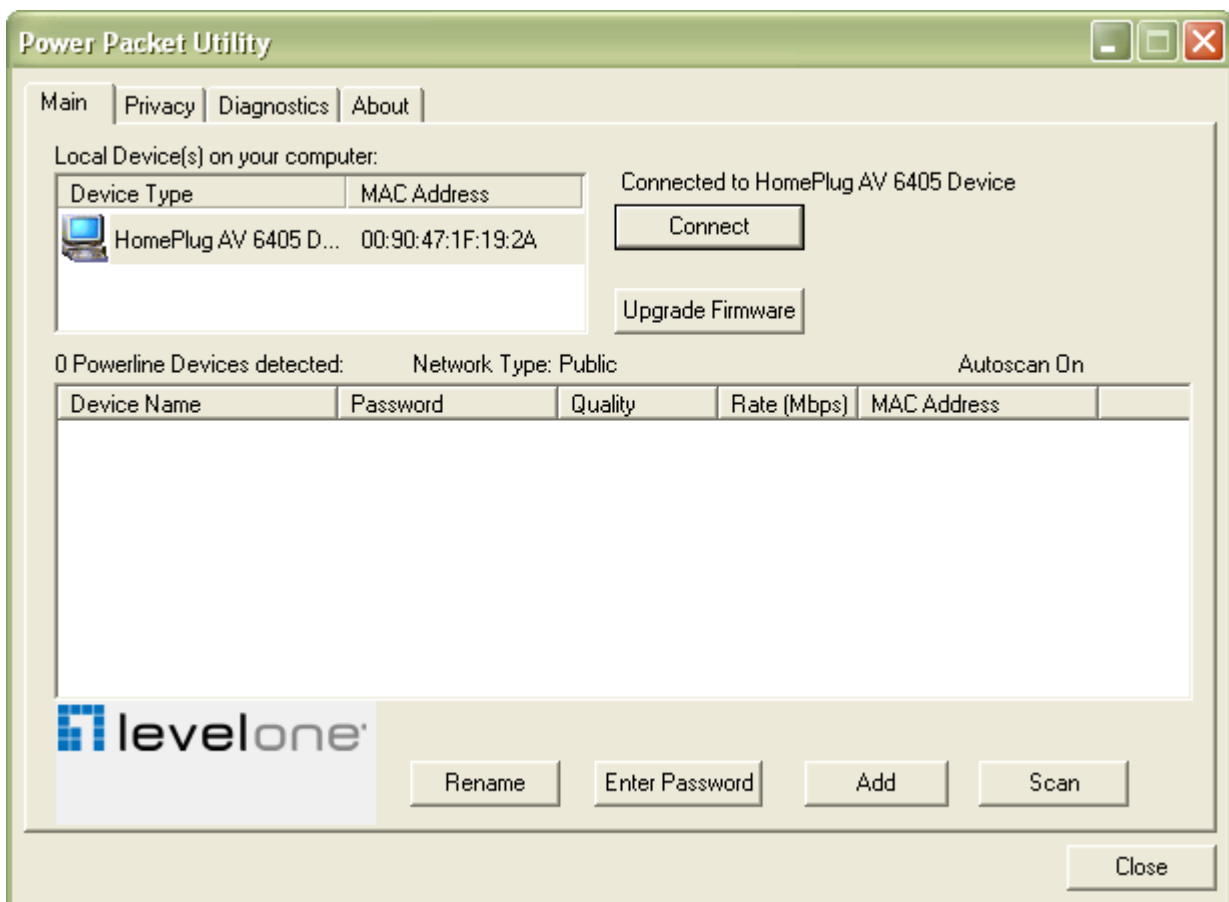 Power Packet Utility
Main Privacy Diagnostics About
Local Device(s) on your computer:
Device Type MAC Address
HomePlug AV 6405 D... 00:90:47:1F:19:2A
Connected to HomePlug AV 6405 Device
Connect
Upgrade Firmware
0 Powerline Devices detected: Network Type: Public Autoscan On
Device Name Password Quality Rate (Mbps) MAC Address
levelone
Rename Enter Password Add Scan
Close